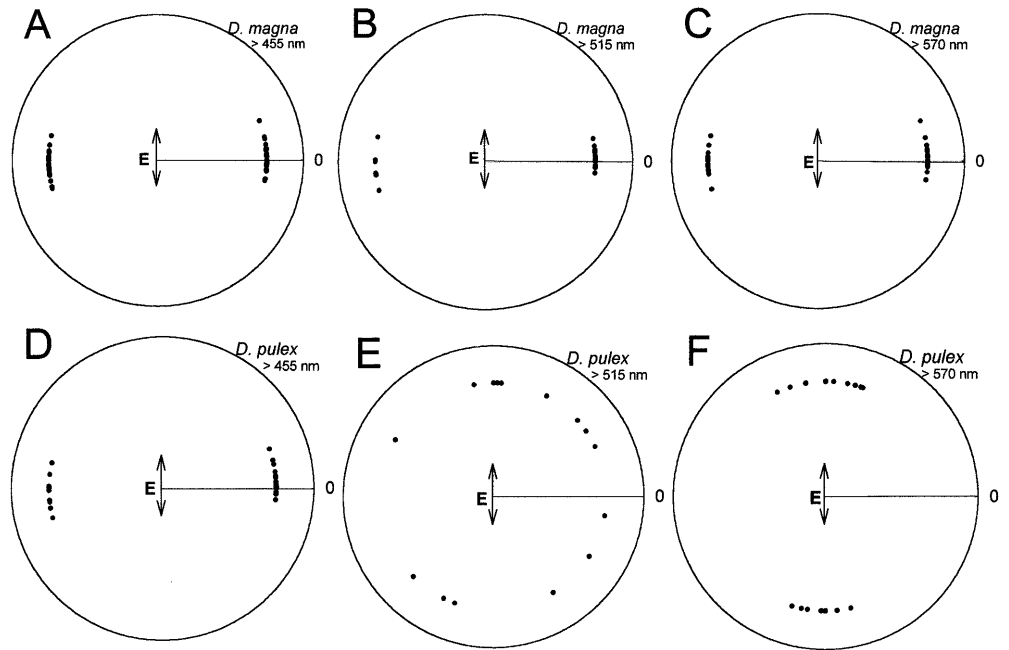 A
D. magna
> 455 nm
E
0
B
D. magna
> 515 nm
E
0
C
D. magna
> 570 nm
E
0
D
D. pulex
> 455 nm
E
0
E
D. pulex
> 515 nm
E
0
F
D. pulex
> 570 nm
E
0